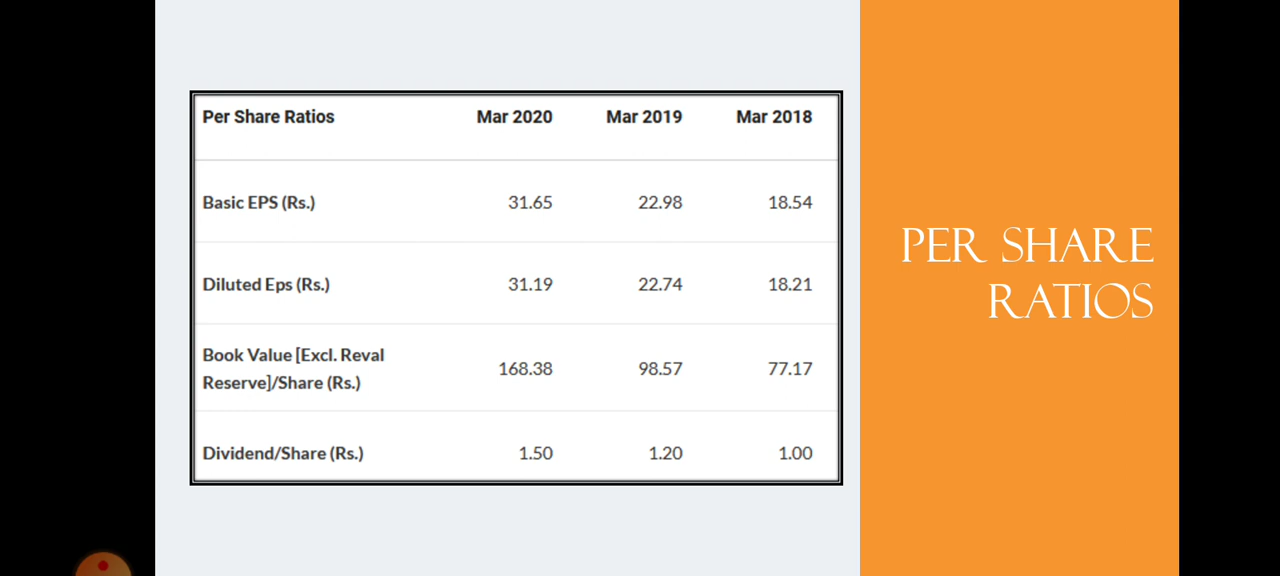 Per Share Ratios Mar 2020 Mar 2019 Mar 2018
Basic EPS (Rs.) 31.65 22.98 18.54
Diluted Eps (Rs.) 31.19 22.74 18.21
Book Value [Excl. Reval
Reserve]/Share (Rs.) 168.38 98.57 77.17
Dividend/Share (Rs.) 1.50 1.20 1.00
PER SHARE
RATIOS